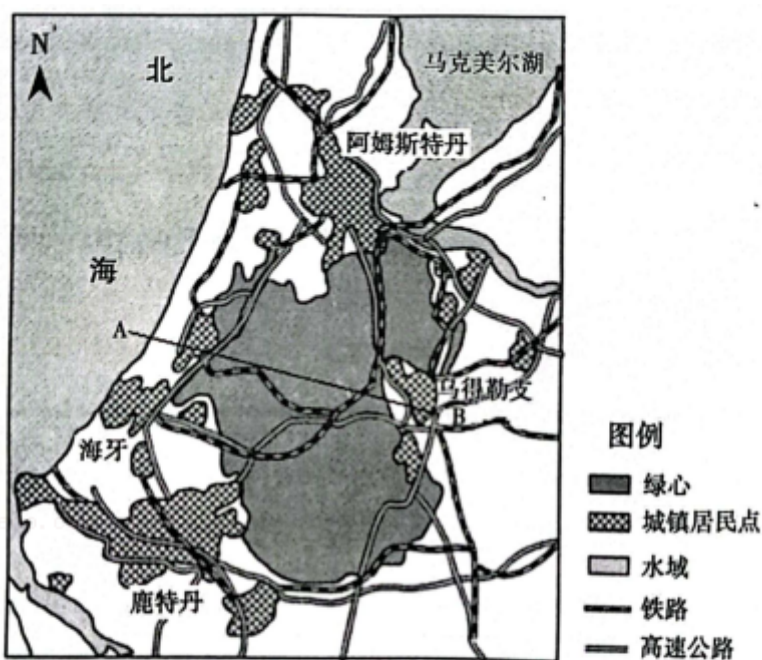 N
北
马克美尔湖
阿姆斯特丹
海
A
乌得勒支
B
海牙
鹿特丹
图例
绿心
城镇居民点
水域
铁路
高速公路